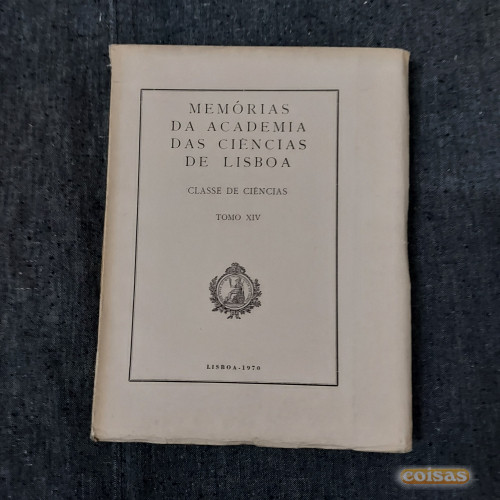 MEMÓRIAS
DA ACADEMIA
DAS CIÊNCIAS
DE LISBOA
CLASSE DE CIÊNCIAS
TOMO XIV
LISBOA-1970
coisas